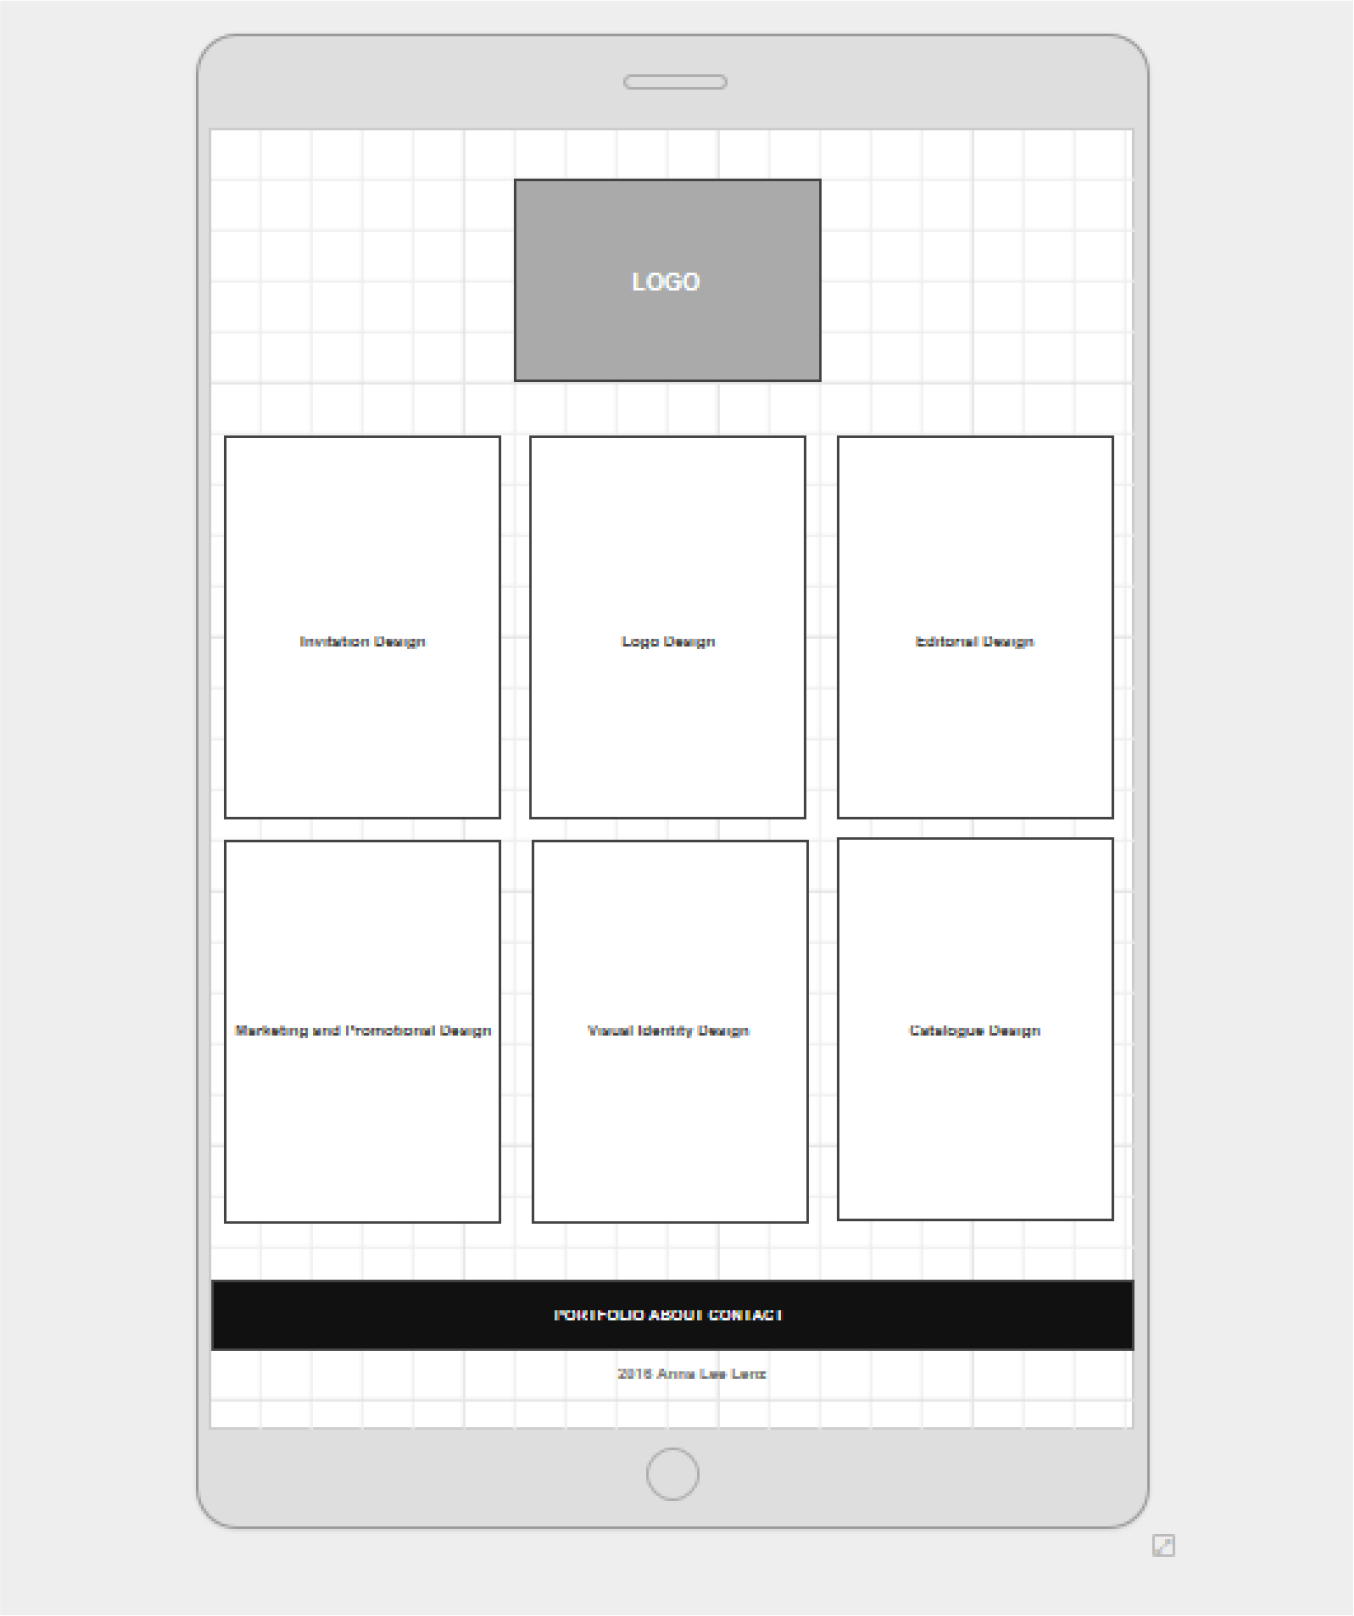 LOGO
Invitation Design
Logo Design
Editorial Design
Marketing and Promotional Design
Visual Identity Design
Catalogue Design
PORTFOLIO ABOUT CONTACT
2016 Anna Lee Lenz